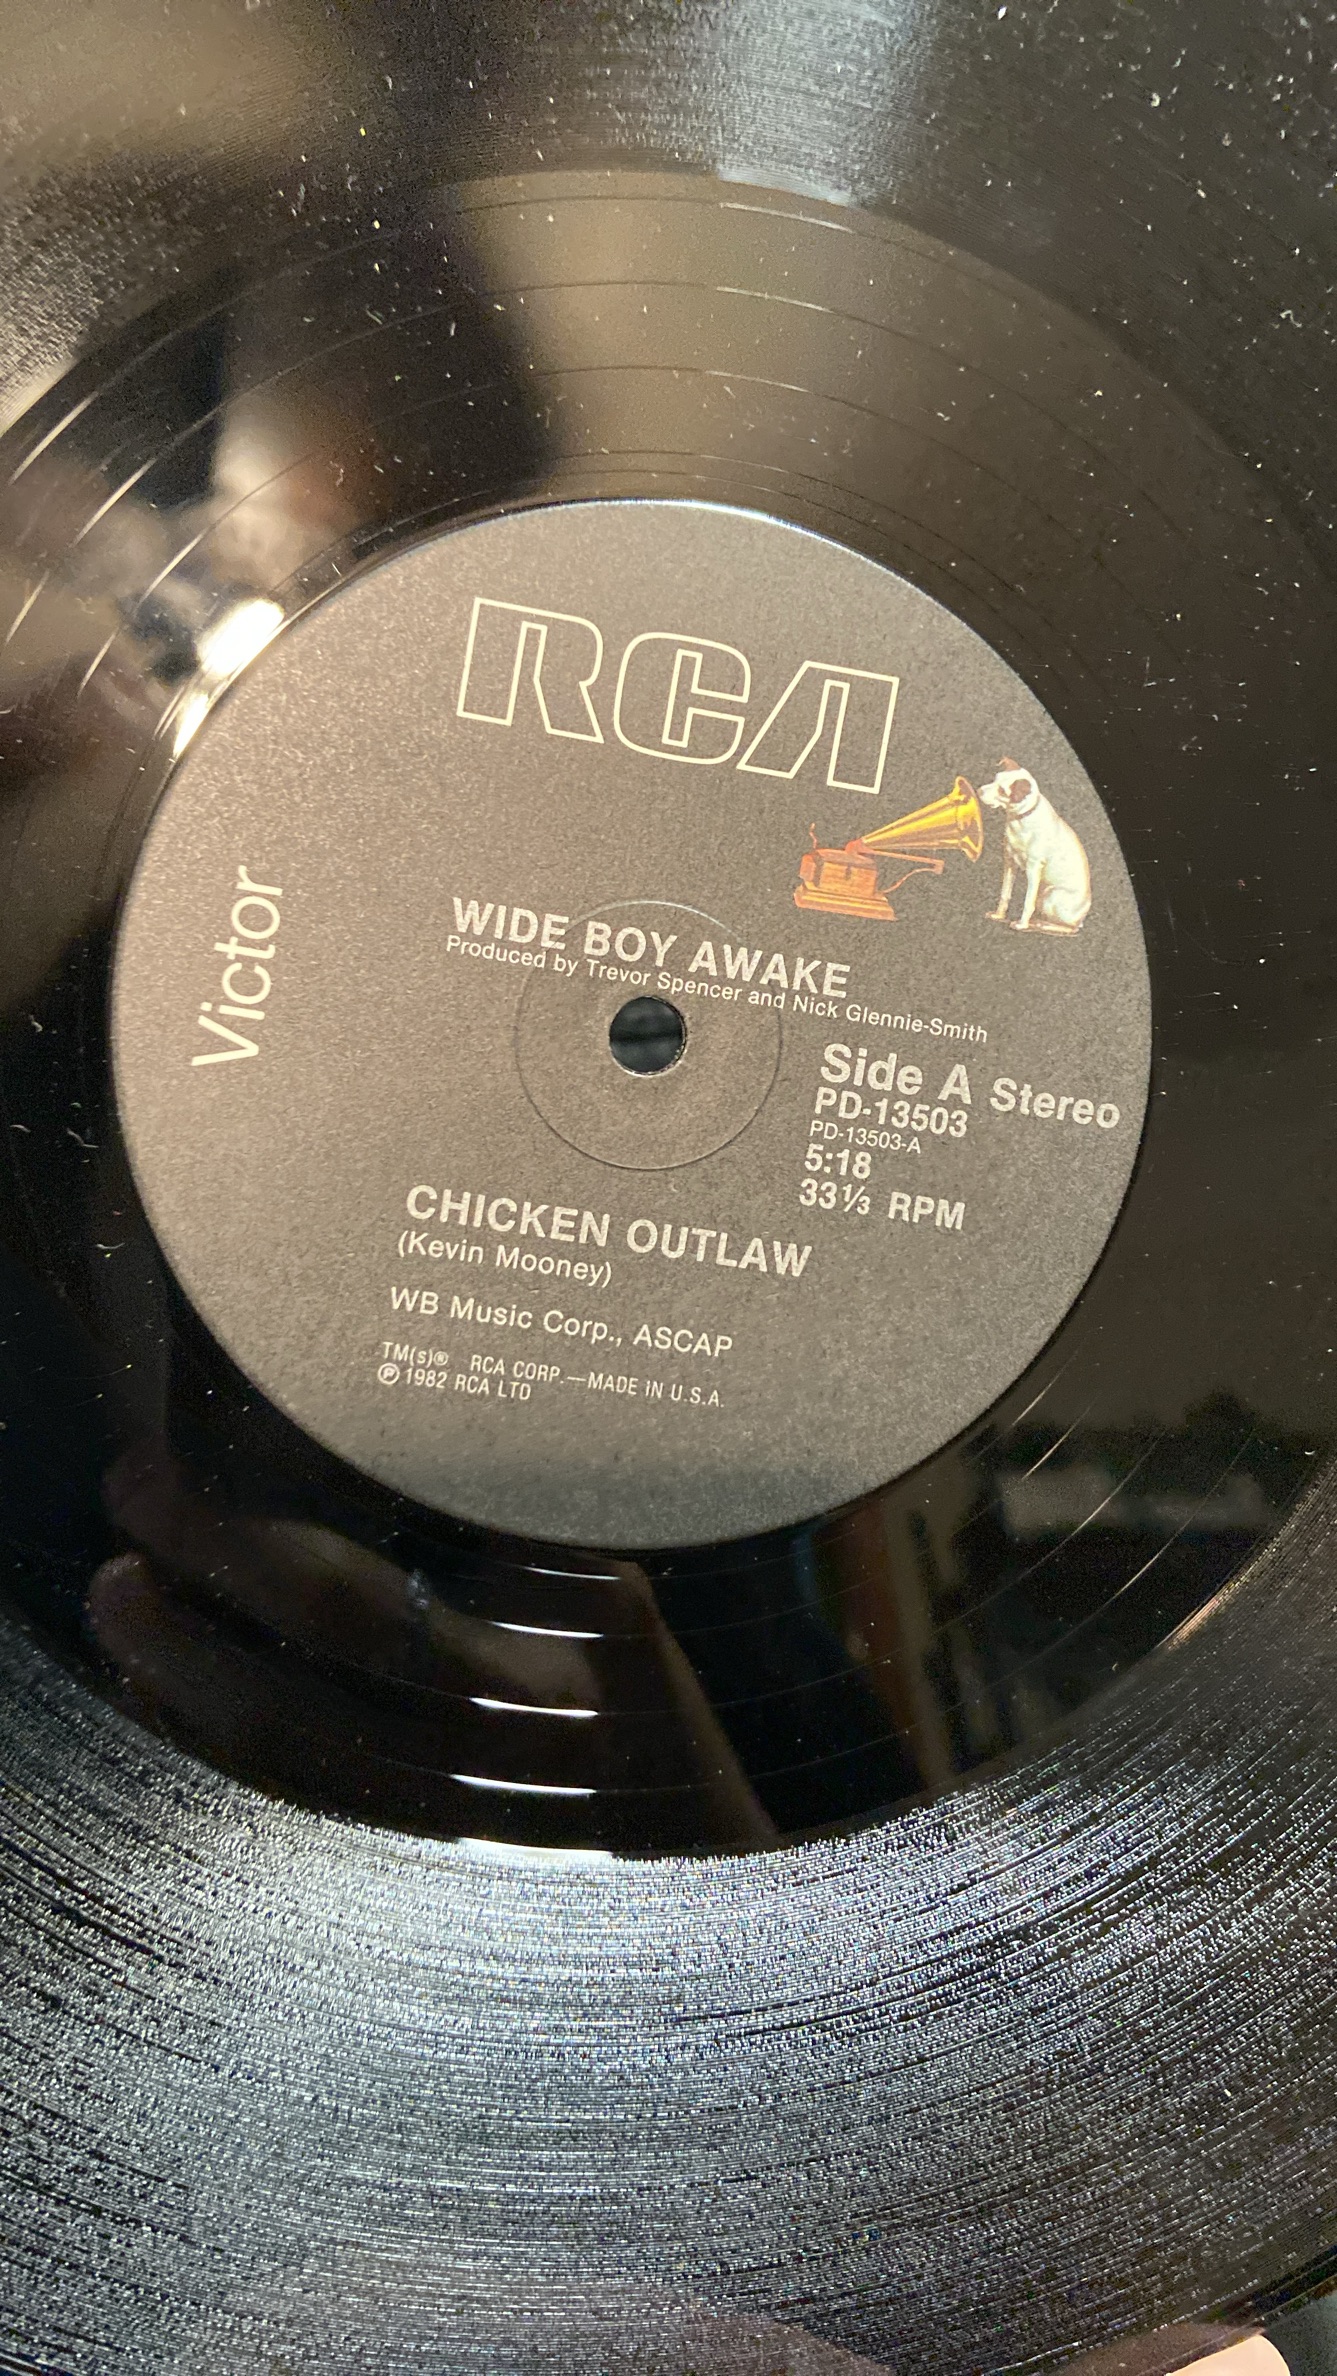 RCA
Victor
WIDE BOY AWAKE
Produced by Trevor Spencer and Nick Glennie-Smith
Side A Stereo
PD-13503
PD-13503-A
5:18
33⅓ RPM
CHICKEN OUTLAW
(Kevin Mooney)
WB Music Corp., ASCAP
TM(s)® RCA CORP.—MADE IN U.S.A.
℗ 1982 RCA LTD